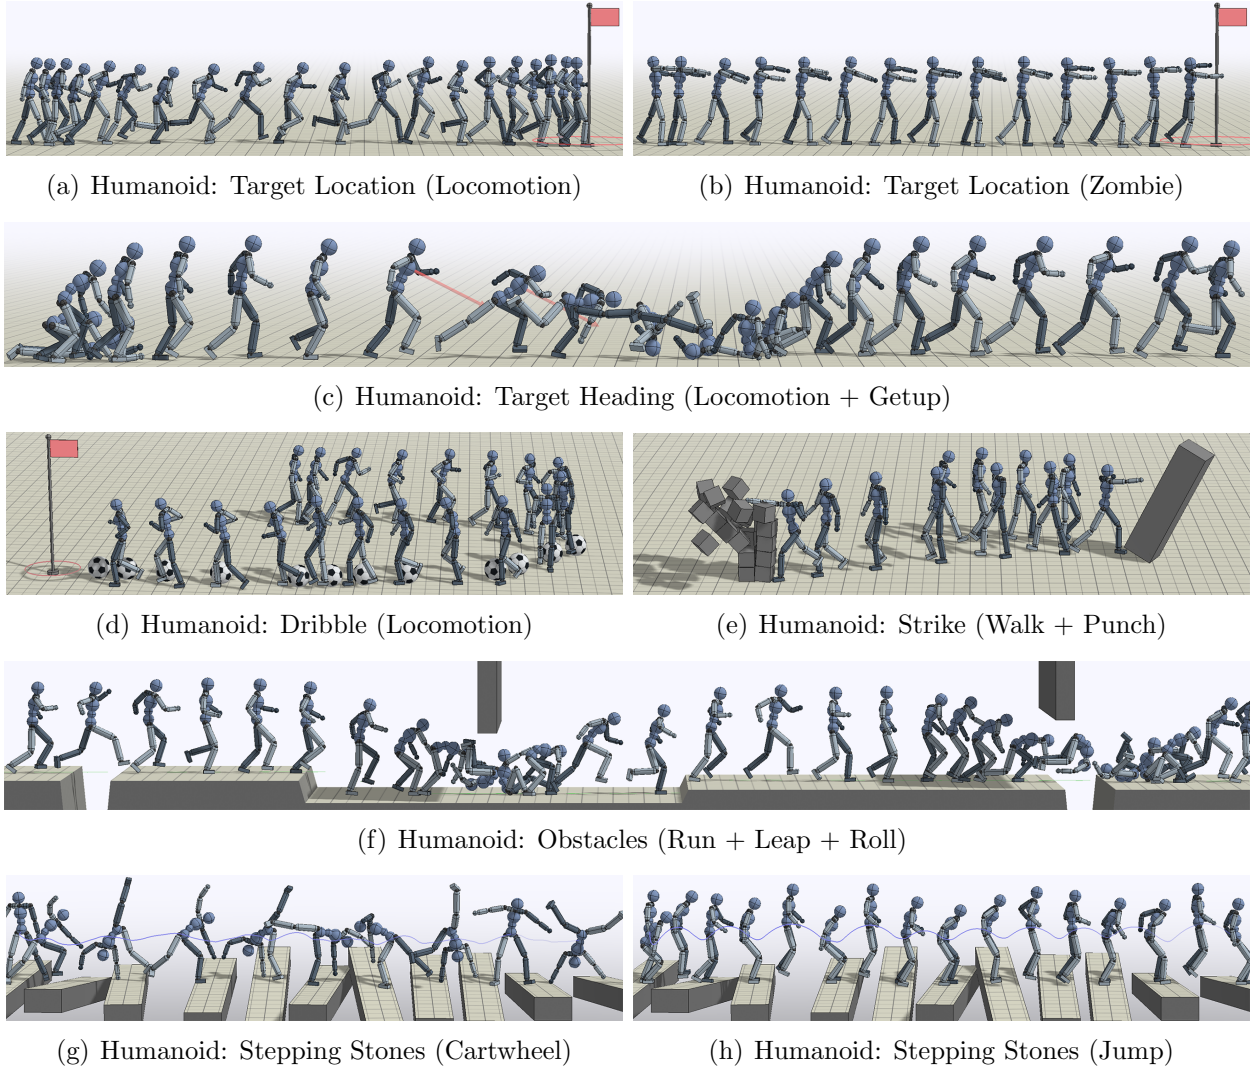 (a) Humanoid: Target Location (Locomotion)
(b) Humanoid: Target Location (Zombie)
(c) Humanoid: Target Heading (Locomotion + Getup)
(d) Humanoid: Dribble (Locomotion)
(e) Humanoid: Strike (Walk + Punch)
(f) Humanoid: Obstacles (Run + Leap + Roll)
(g) Humanoid: Stepping Stones (Cartwheel)
(h) Humanoid: Stepping Stones (Jump)